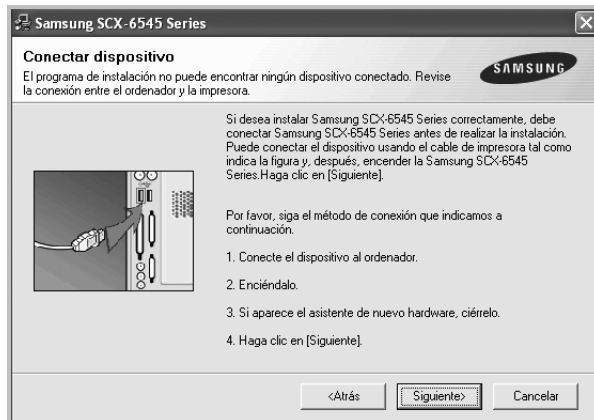 Samsung SCX-6545 Series
Conectar dispositivo
El programa de instalación no puede encontrar ningún dispositivo conectado. Revise
la conexión entre el ordenador y la impresora.
SAMSUNG
Si desea instalar Samsung SCX-6545 Series correctamente, debe
conectar Samsung SCX-6545 Series antes de realizar la instalación.
Puede conectar el dispositivo usando el cable de impresora tal como
indica la figura y, después, encender la Samsung SCX-6545
Series.Haga clic en [Siguiente].
Por favor, siga el método de conexión que indicamos a
continuación.
1. Conecte el dispositivo al ordenador.
2. Enciéndalo.
3. Si aparece el asistente de nuevo hardware, ciérrelo.
4. Haga clic en [Siguiente].
<Atrás
Siguiente>
Cancelar